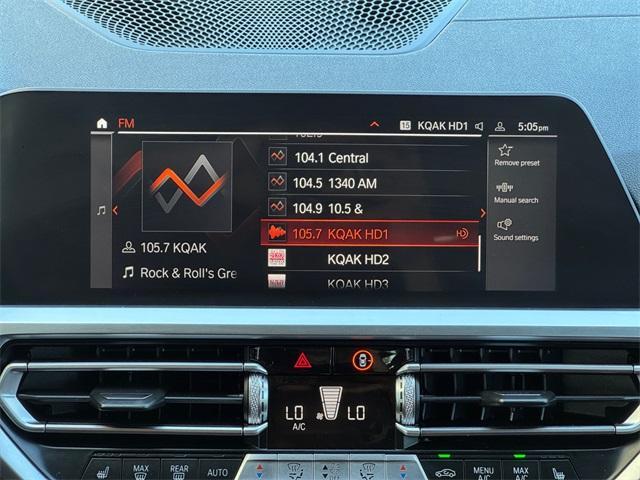 FM
15 KQAK HD1
5:05pm
104.1 Central
104.5 1340 AM
104.9 10.5 &
105.7 KQAK HD1
KQAK HD2
KQAK HD3
105.7 KQAK
Rock & Roll's Gre
Remove preset
Manual search
Sound settings
LO
A/C
LO
MAX
REAR
AUTO
MENU
A/C
MAX
A/C